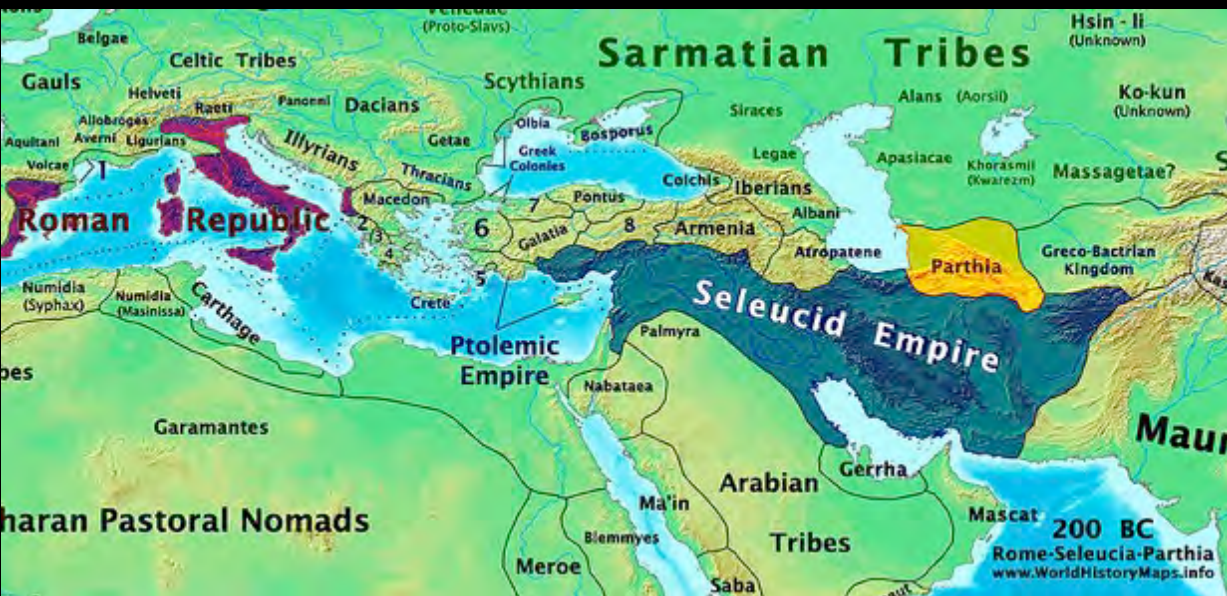 Belgae
(Proto-Slavs)
Hsin - li
(Unknown)
Sarmatian Tribes
Celtic Tribes
Gauls
Scythians
Helveti
Raeti
Pannoni
Dacians
Alans (Aorsii)
Ko-kun
(Unknown)
Siraces
Allobroges
Olbia
Bosporus
Aquitani
Averni
Ligurians
Illyrians
Getae
Greek
Colonies
Legae
Apasiacae
Khorasmii
(Kwarezm)
Massagetae?
Volcae
1
Thracians
Colchis
Iberians
Macedon
7
Pontus
Albani
Roman Republic
2
3
4
6
Galatia
8
Armenia
Atropatene
Parthia
Greco-Bactrian
Kingdom
5
Numidia
(Syphax)
Numidia
(Masinissa)
Carthage
Crete
Seleucid Empire
Palmyra
Ptolemic
Empire
Nabataea
Garamantes
Gerrha
Arabian
Tribes
haran Pastoral Nomads
Ma'in
Mascat
Blemmyes
Meroe
Saba
200 BC
Rome-Seleucia-Parthia
www.WorldHistoryMaps.info